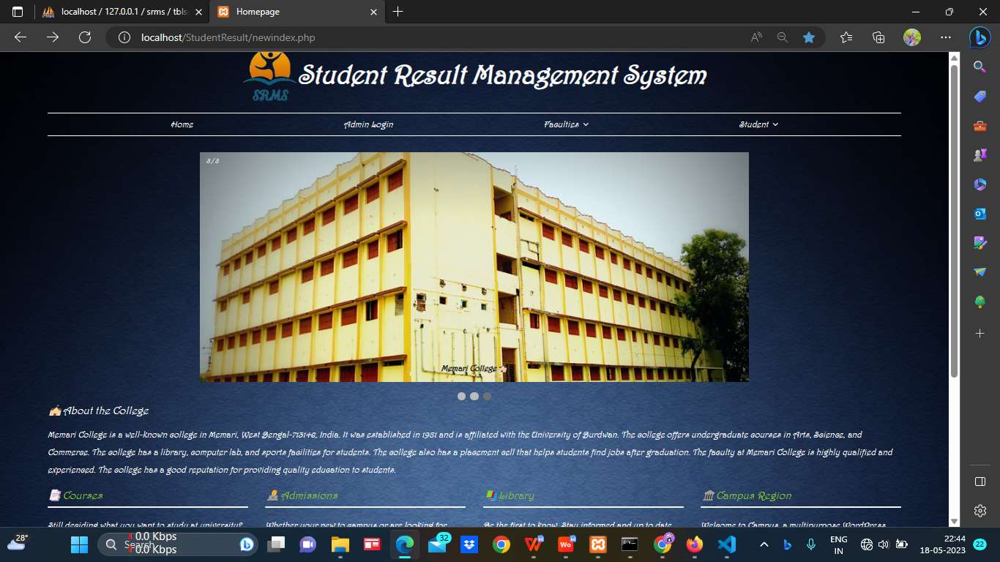 localhost / 127.0.0.1 / srms / tbls
Homepage
localhost/StudentResult/newindex.php
SRMS
Student Result Management System
Home
Admin Login
Faculties
Student
3/3
Memari College
About the College
Memari College is a well-known college in Memari, West Bengal-713146, India. It was established in 1981 and is affiliated with the University of Burdwan. The college offers undergraduate courses in Arts, Science, and
Commerce. The college has a library, computer lab, and sports facilities for students. The college also has a placement cell that helps students find jobs after graduation. The faculty at Memari College is highly qualified and
experienced. The college has a good reputation for providing quality education to students.
Courses
Admissions
Library
Campus Region
Still deciding what you want to study at university?
Whether your new to campus or are looking for
Be the first to know. Stay informed and up to date
Welcome to Campus, a multipurpose WordPress
28°
Search
0.0 Kbps
0.0 Kbps
32
ENG
IN
22:44
18-05-2023
22